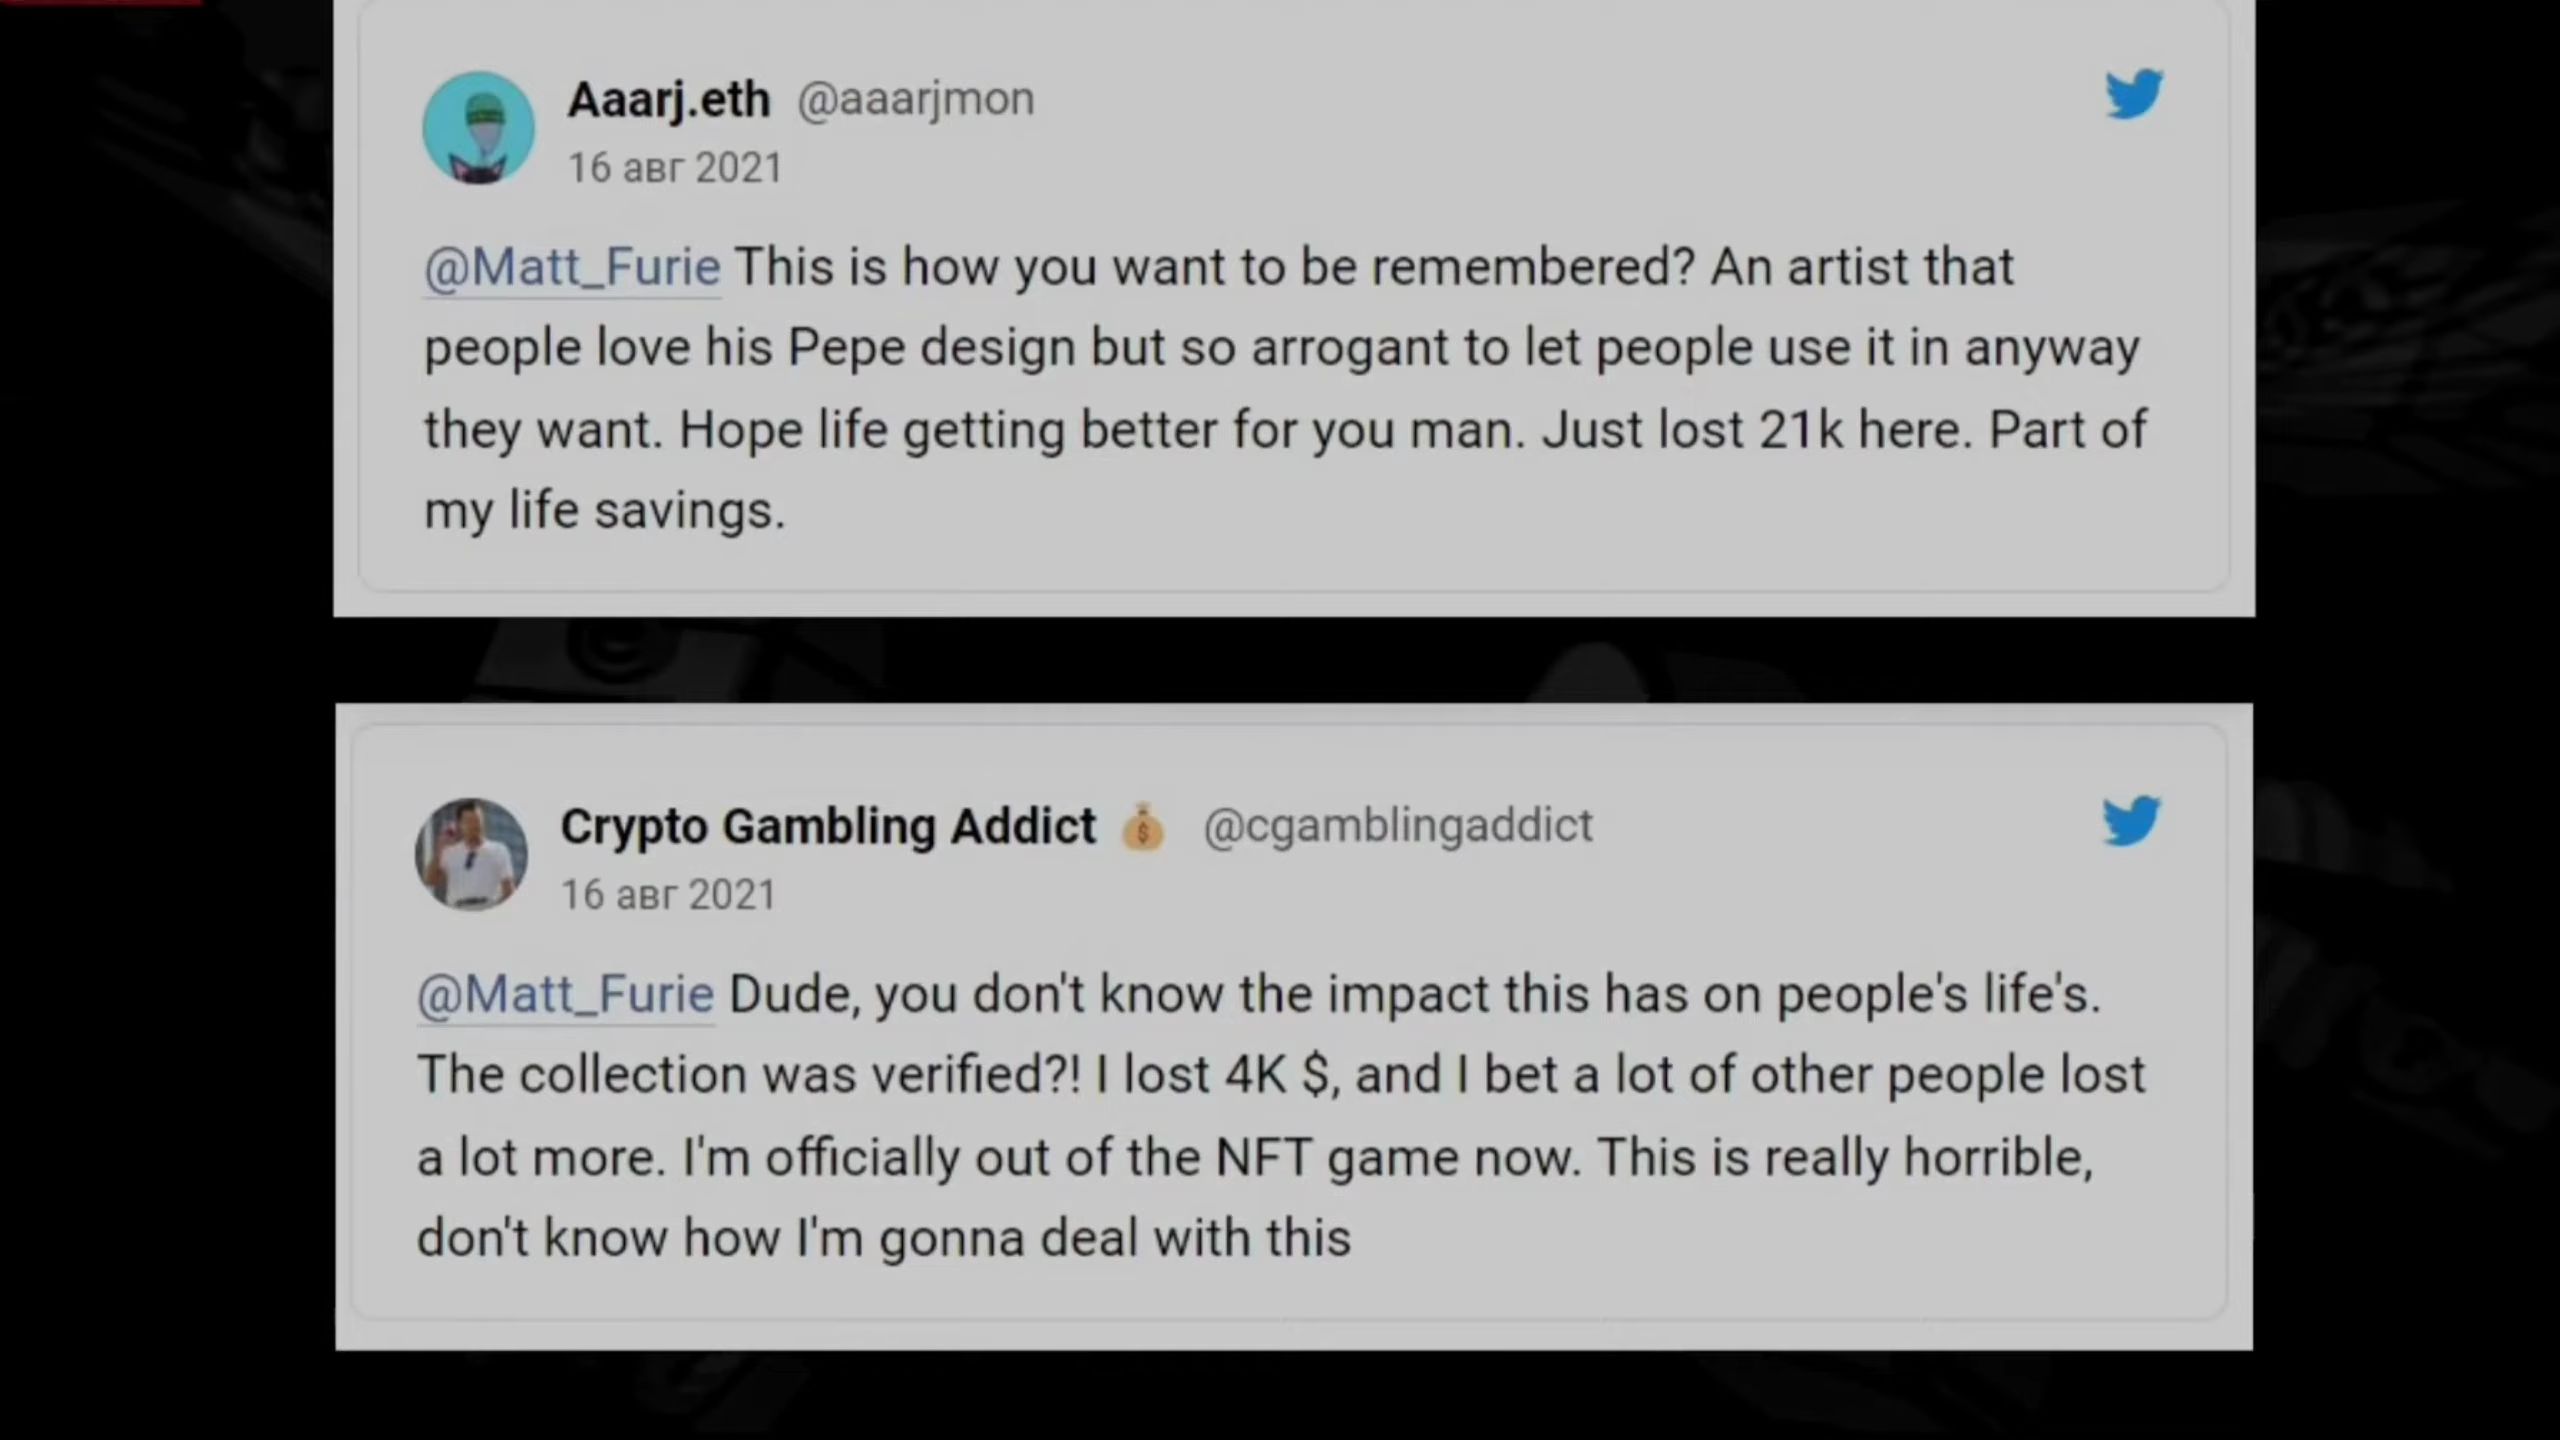 Aaarj.eth @aaarjmon
16 авг 2021
@Matt_Furie This is how you want to be remembered? An artist that
people love his Pepe design but so arrogant to let people use it in anyway
they want. Hope life getting better for you man. Just lost 21k here. Part of
my life savings.
Crypto Gambling Addict 💰 @cgamblingaddict
16 авг 2021
@Matt_Furie Dude, you don't know the impact this has on people's life's.
The collection was verified?! I lost 4K $, and I bet a lot of other people lost
a lot more. I'm officially out of the NFT game now. This is really horrible,
don't know how I'm gonna deal with this